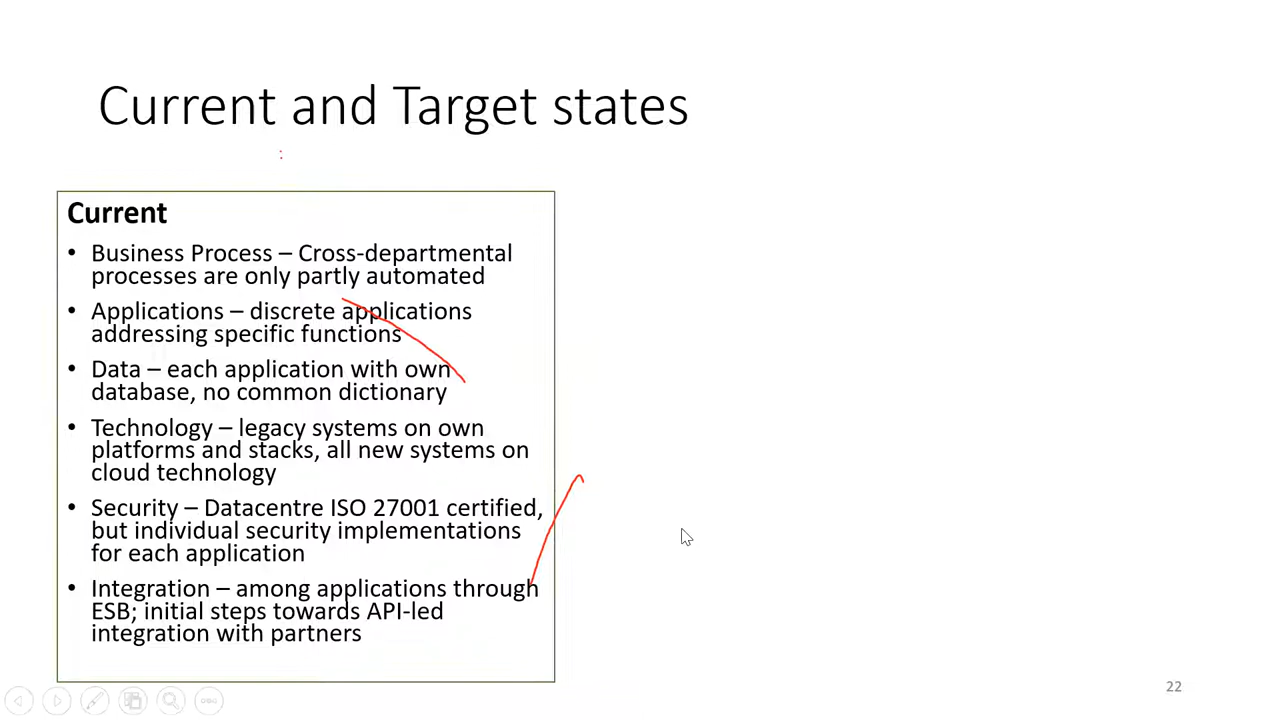 Current and Target states
Current
• Business Process – Cross-departmental
processes are only partly automated
• Applications – discrete applications
addressing specific functions
• Data – each application with own
database, no common dictionary
• Technology – legacy systems on own
platforms and stacks, all new systems on
cloud technology
• Security – Datacentre ISO 27001 certified,
but individual security implementations
for each application
• Integration – among applications through
ESB; initial steps towards API-led
integration with partners
22